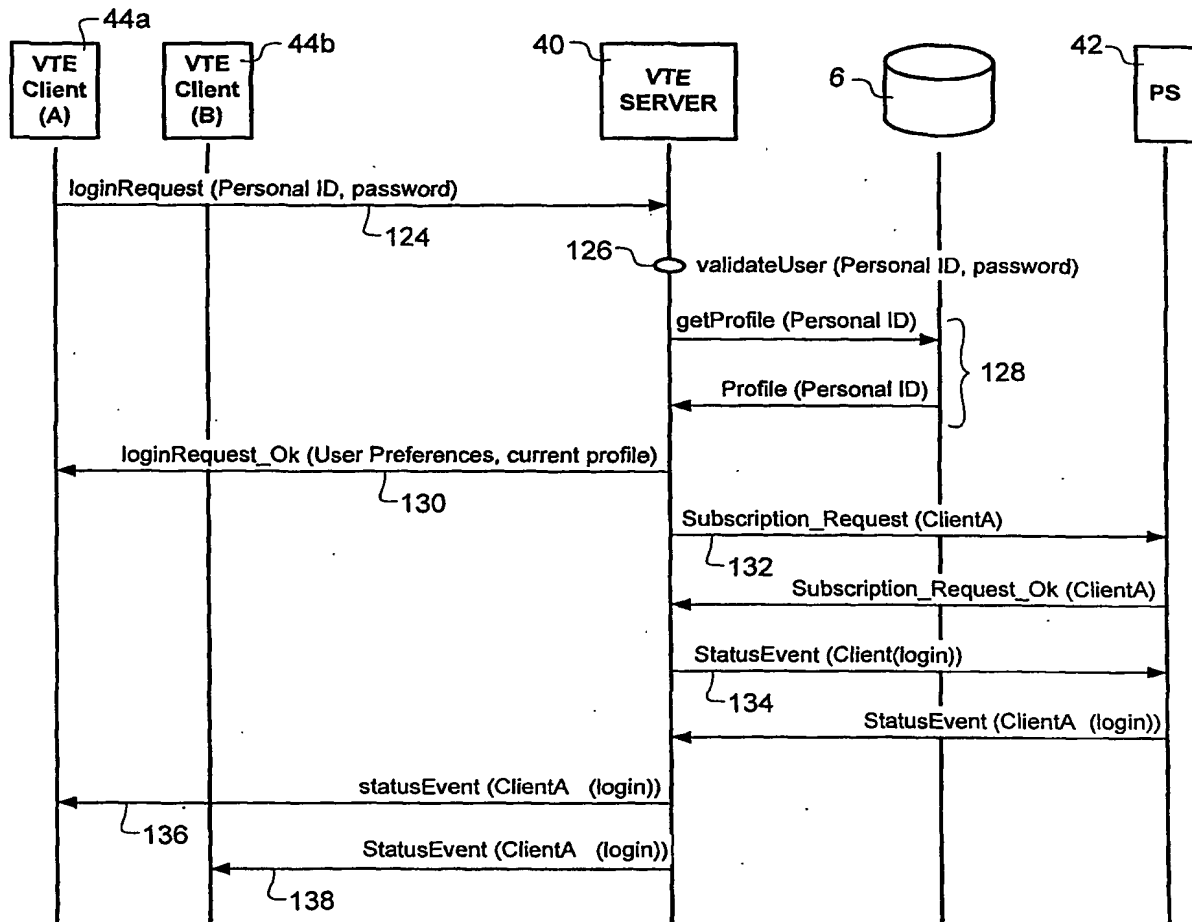 44a
44b
40
6
42
VTE
Client
(A)
VTE
Client
(B)
VTE
SERVER
PS
loginRequest (Personal ID, password)
124
126
validateUser (Personal ID, password)
getProfile (Personal ID)
128
Profile (Personal ID)
loginRequest_Ok (User Preferences, current profile)
130
Subscription_Request (ClientA)
132
Subscription_Request_Ok (ClientA)
StatusEvent (Client(login))
134
StatusEvent (ClientA (login))
statusEvent (ClientA (login))
136
StatusEvent (ClientA (login))
138